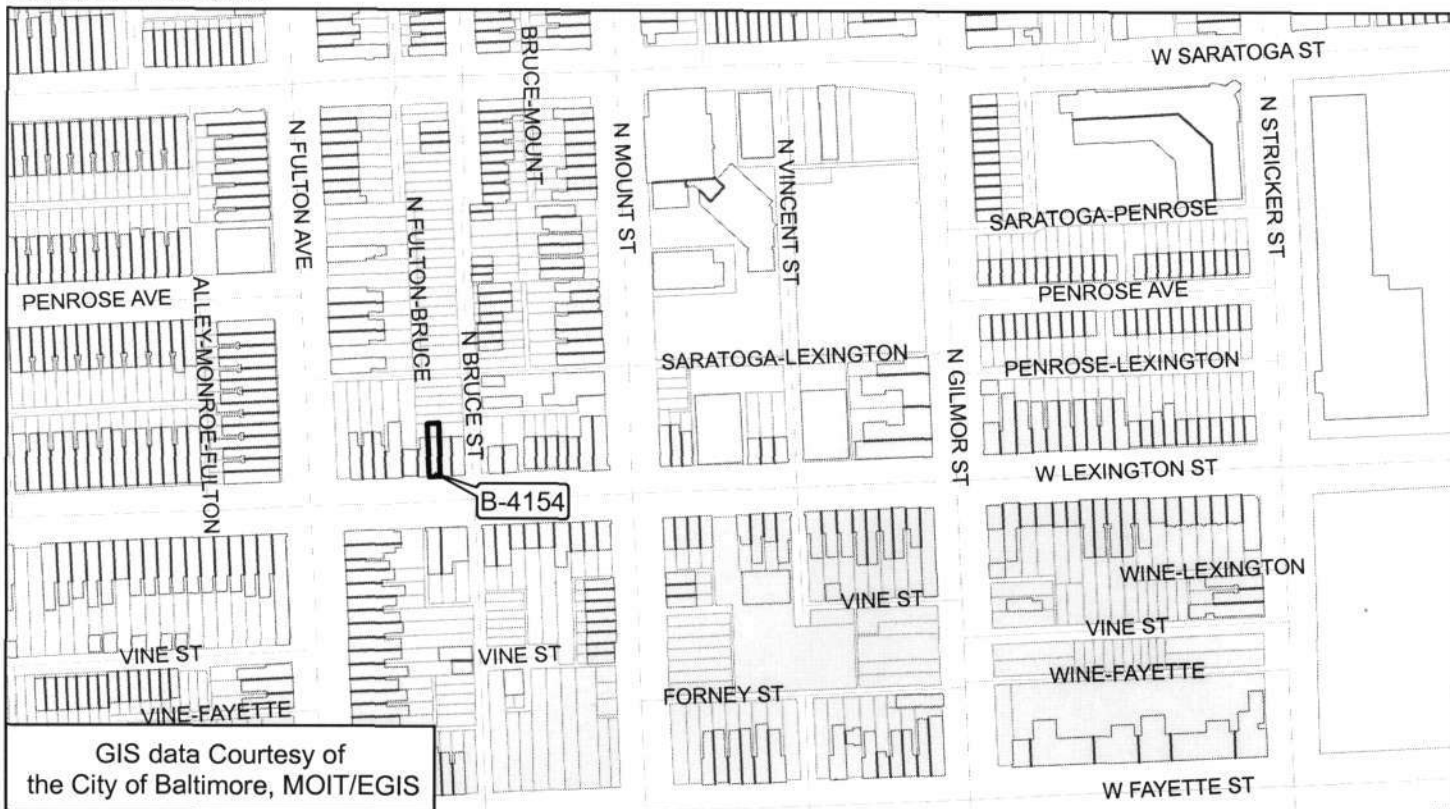 W SARATOGA ST
BRUCE-MOUNT
N FULTON AVE
N MOUNT ST
N VINCENT ST
N STRICKER ST
N FULTON-BRUCE
SARATOGA-PENROSE
PENROSE AVE
PENROSE AVE
ALLEY-MONROE-FULTON
N BRUCE ST
SARATOGA-LEXINGTON
N GILMOR ST
PENROSE-LEXINGTON
W LEXINGTON ST
B-4154
WINE-LEXINGTON
VINE ST
VINE ST
VINE ST
VINE ST
WINE-FAYETTE
FORNEY ST
VINE-FAYETTE
GIS data Courtesy of
the City of Baltimore, MOIT/EGIS
W FAYETTE ST